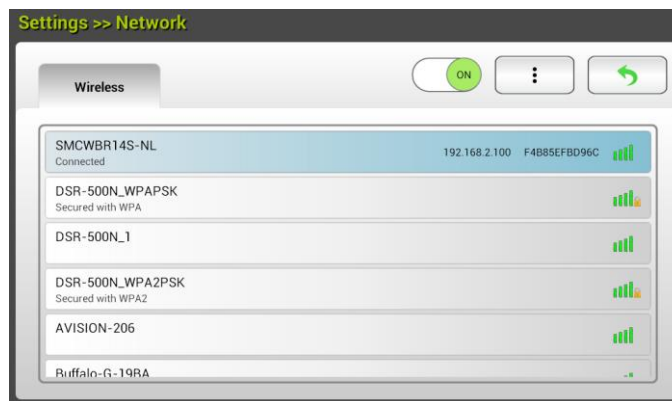 Settings >> Network
Wireless
ON
SMCWBR14S-NL
Connected
192.168.2.100 F4B85EFBD96C
DSR-500N_WPAPSK
Secured with WPA
DSR-500N_1
DSR-500N_WPA2PSK
Secured with WPA2
AVISION-206
Buffalo-G-19BA